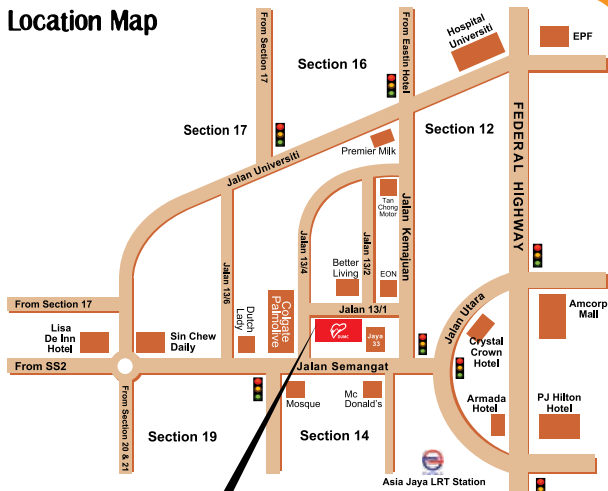 Location Map
From Section 17
From Eastin Hotel
Hospital
Universiti
EPF
Section 16
Section 17
Section 12
Premier Milk
Jalan Universiti
FEDERAL HIGHWAY
Tan
Chong
Motor
Jalan Kemajuan
Jalan 13/4
Jalan 13/2
Jalan 13/6
Better
Living
EON
From Section 17
Dutch
Lady
Colgate
Palmolive
Jalan 13/1
Jalan Utara
Amcorp
Mall
Lisa
De Inn
Hotel
Sin Chew
Daily
SUMC
Jaya
33
Crystal
Crown
Hotel
From SS2
Jalan Semangat
From Section 20 & 21
Mosque
Mc
Donald's
Armada
Hotel
PJ Hilton
Hotel
Section 19
Section 14
Asia Jaya LRT Station